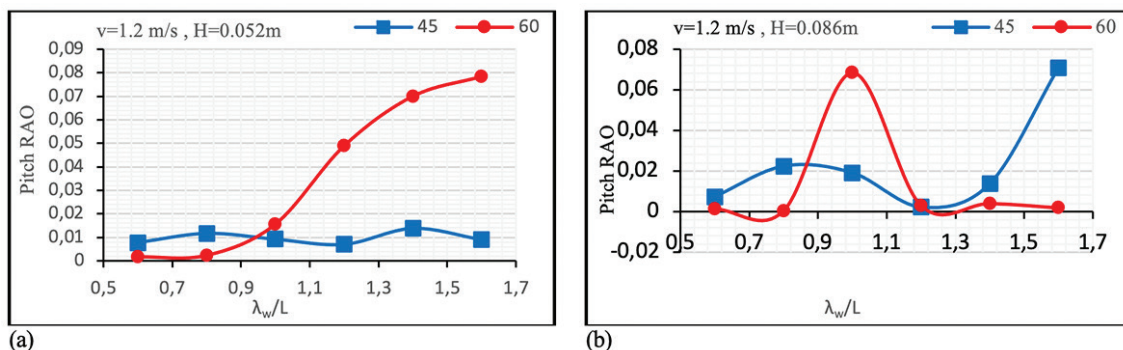 v=1.2 m/s , H=0.052m
45
60
Pitch RAO
0,09
0,08
0,07
0,06
0,05
0,04
0,03
0,02
0,01
0
0,5 0,7 0,9 1,1 1,3 1,5 1,7
λw/L
(a)
v=1.2 m/s , H=0.086m
45
60
Pitch RAO
0,08
0,06
0,04
0,02
0
-0,02
0,5 0,7 0,9 1,1 1,3 1,5 1,7
λw/L
(b)